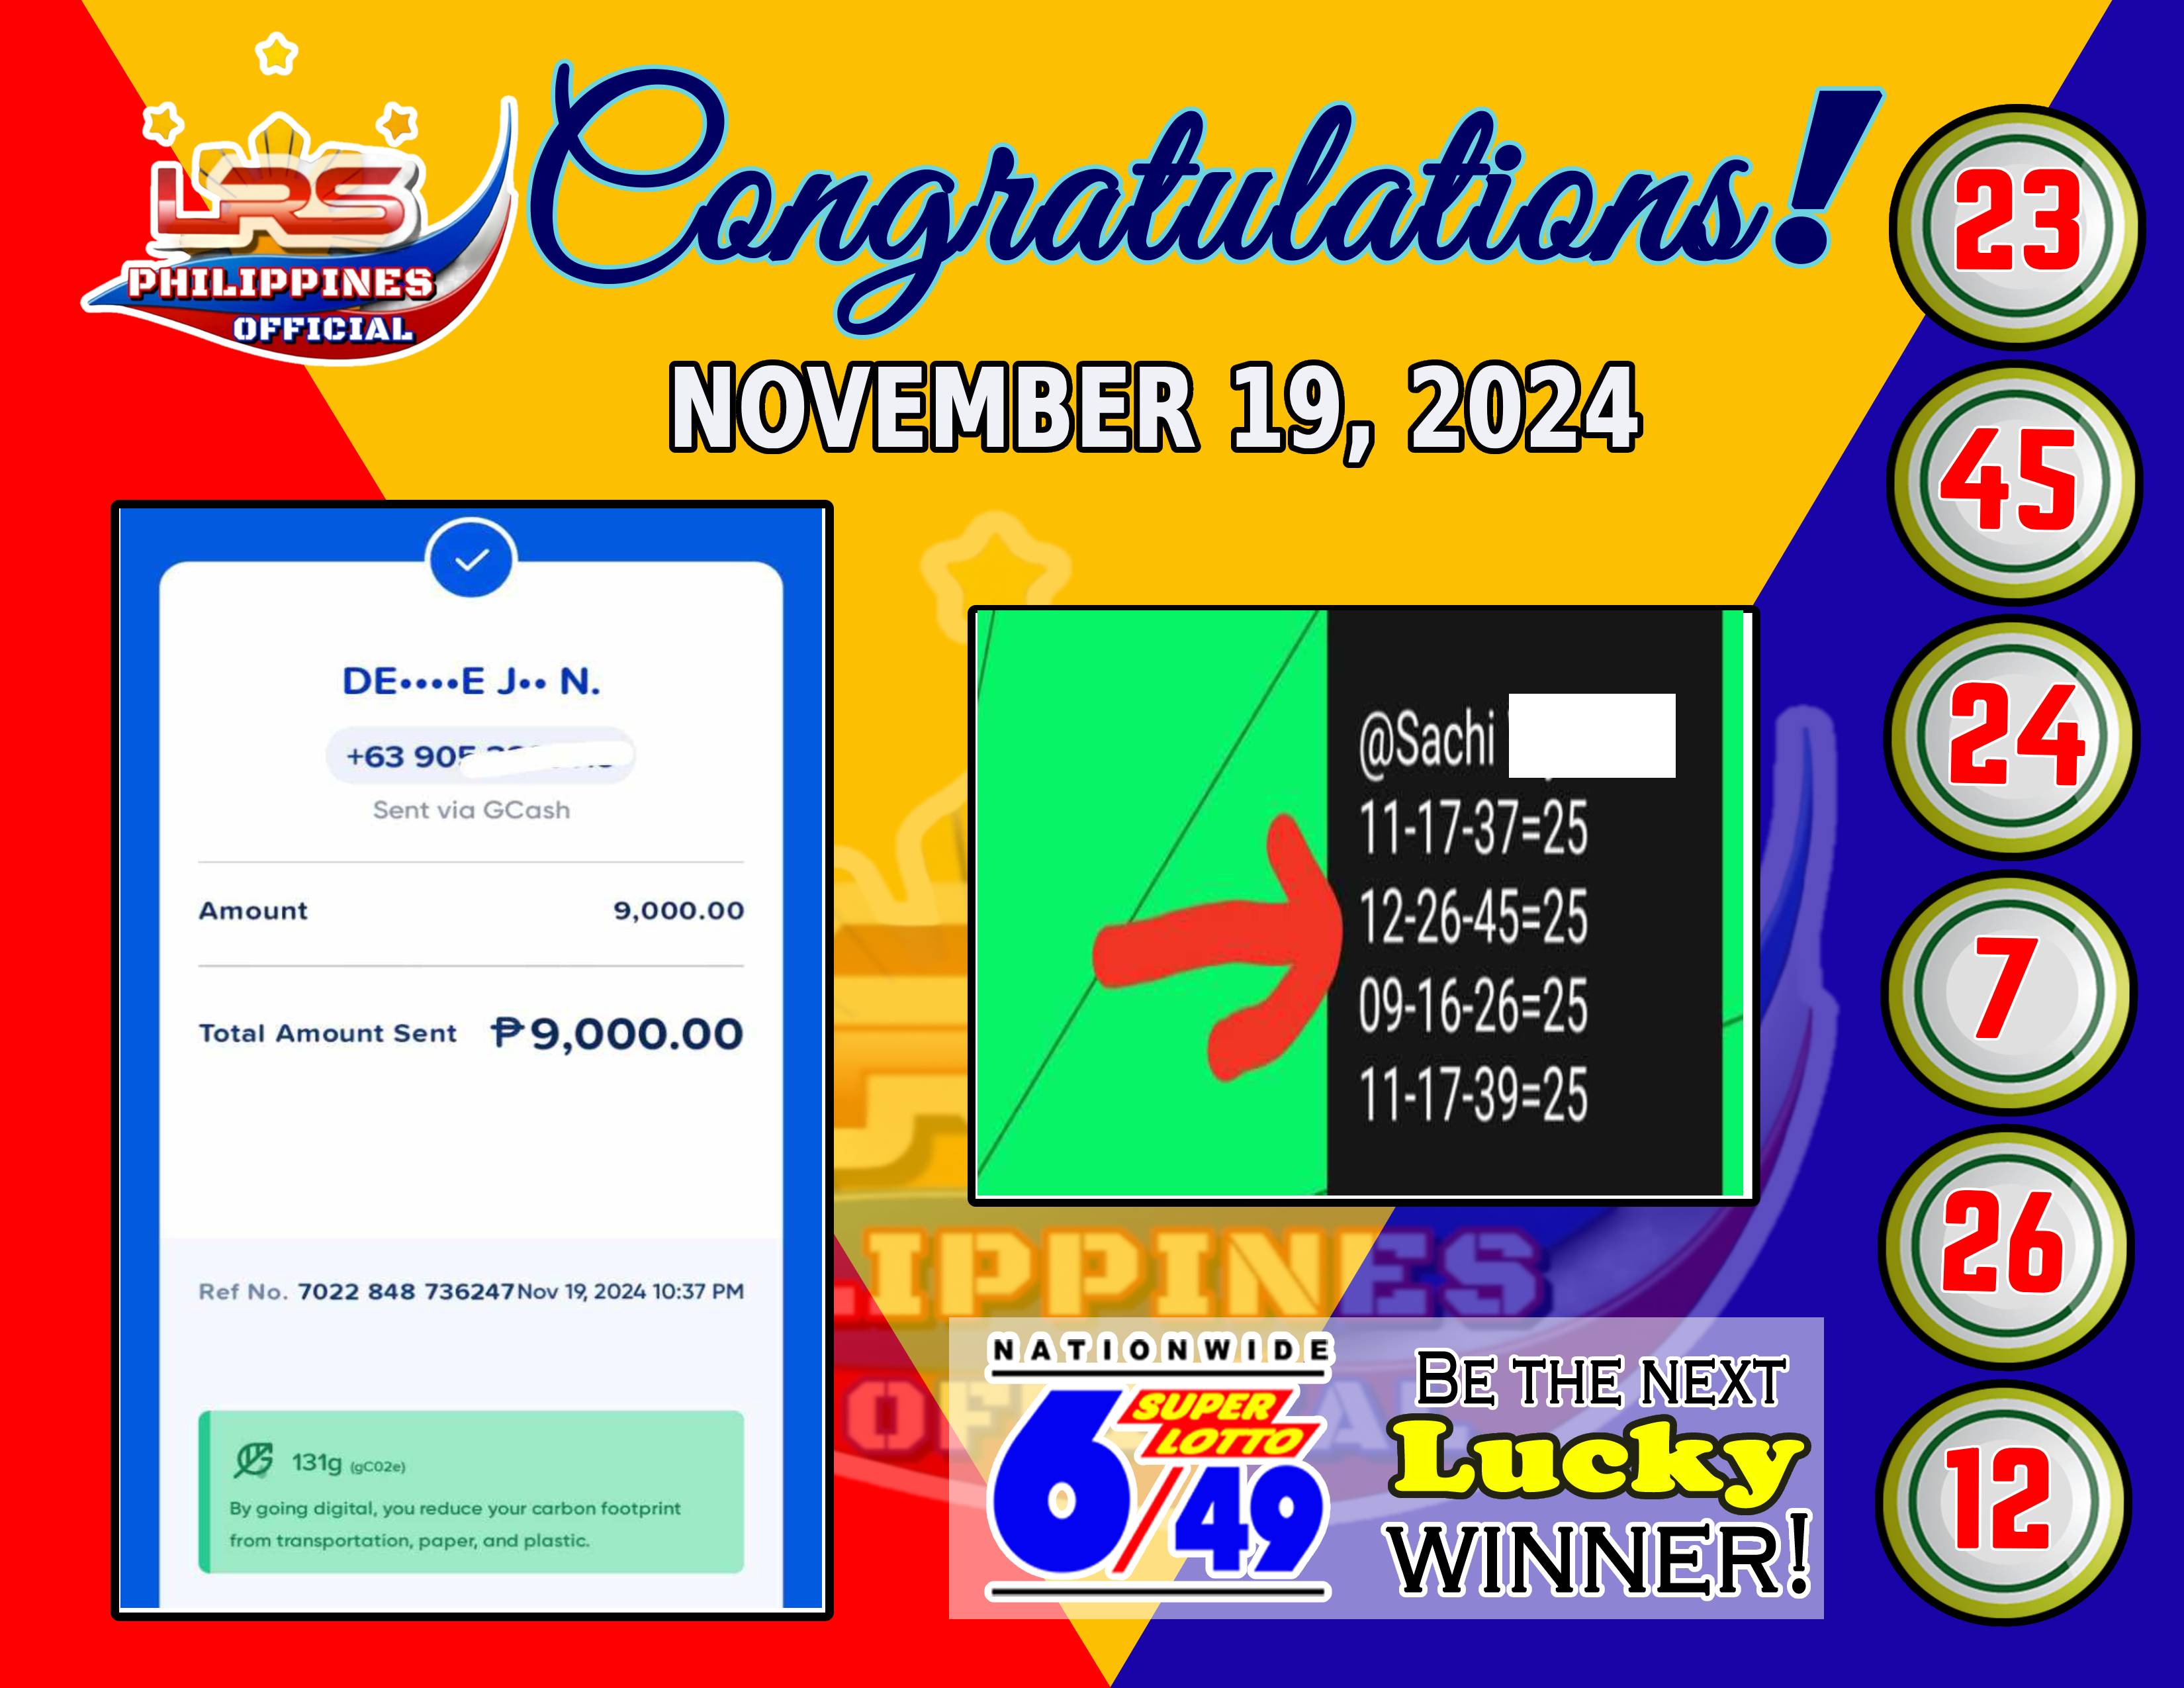 LRS
PHILIPPINES
OFFICIAL
Congratulations!
NOVEMBER 19, 2024
DE••••E J•• N.
+63 905
Sent via GCash
Amount 9,000.00
Total Amount Sent ₱9,000.00
Ref No. 7022 848 736247 Nov 19, 2024 10:37 PM
131g (gCO2e)
By going digital, you reduce your carbon footprint
from transportation, paper, and plastic.
@Sachi
11-17-37=25
12-26-45=25
09-16-26=25
11-17-39=25
IPPINES
NATIONWIDE
SUPER
LOTTO
6/49
BE THE NEXT
Lucky
WINNER!
23
45
24
7
26
12